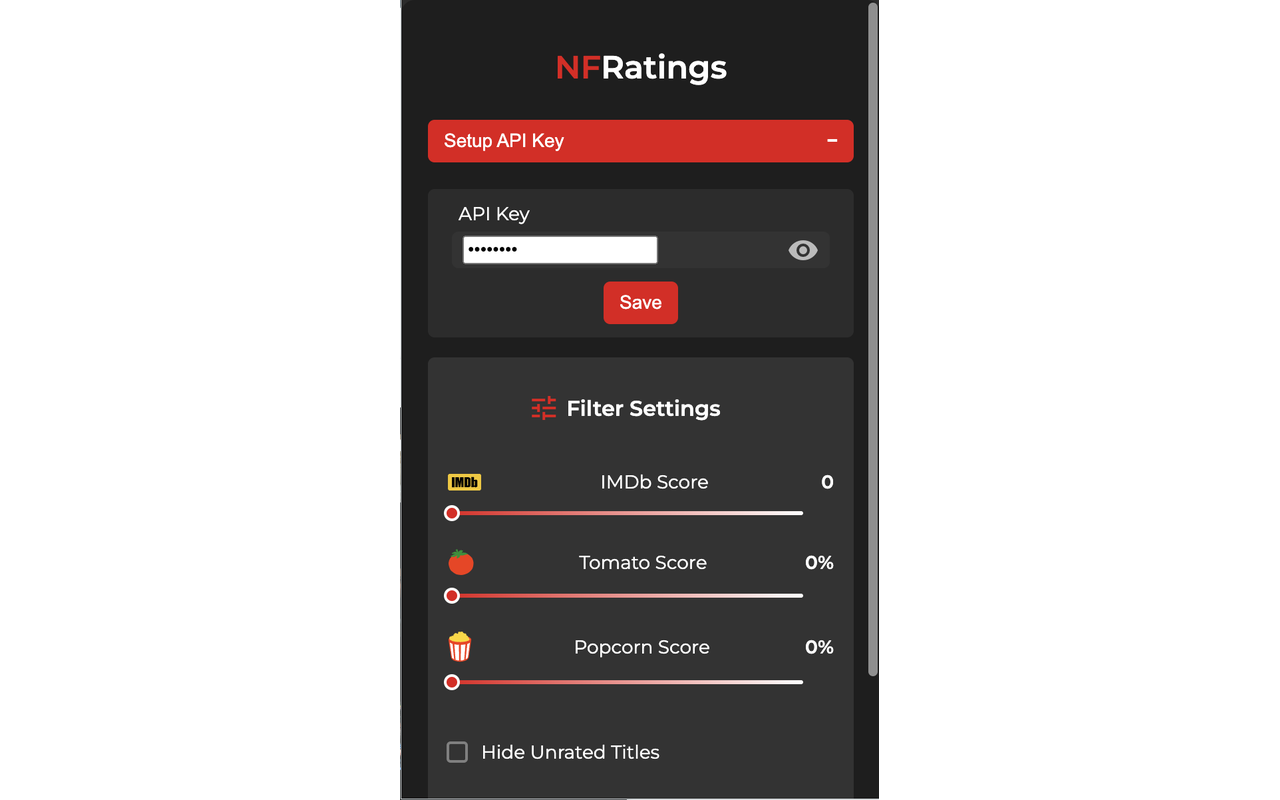 NFRatings
Setup API Key −
API Key
••••••••
Save
Filter Settings
IMDb IMDb Score 0
Tomato Score 0%
Popcorn Score 0%
Hide Unrated Titles